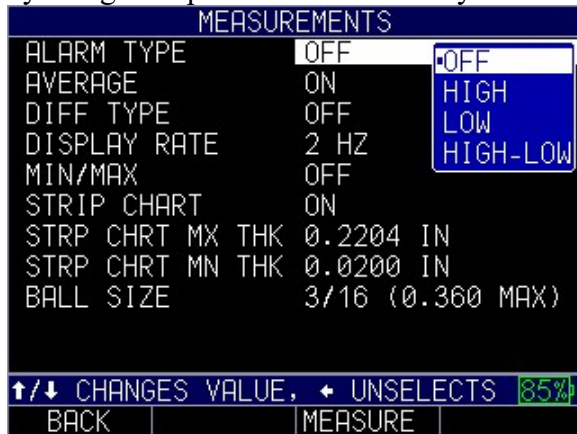 MEASUREMENTS
ALARM TYPE OFF
AVERAGE ON
DIFF TYPE OFF
DISPLAY RATE 2 HZ
MIN/MAX OFF
STRIP CHART ON
STRP CHRT MX THK 0.2204 IN
STRP CHRT MN THK 0.0200 IN
BALL SIZE 3/16 (0.360 MAX)
▪OFF
HIGH
LOW
HIGH-LOW
↑/↓ CHANGES VALUE, ← UNSELECTS 85%
BACK MEASURE